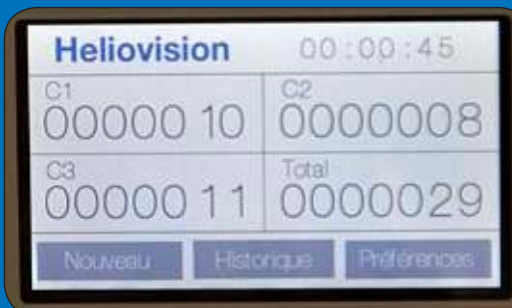 Heliovision 00:00:45
C1 C2
0000010 0000008
C3 Total
0000011 0000029
Nouveau Historique Préférences